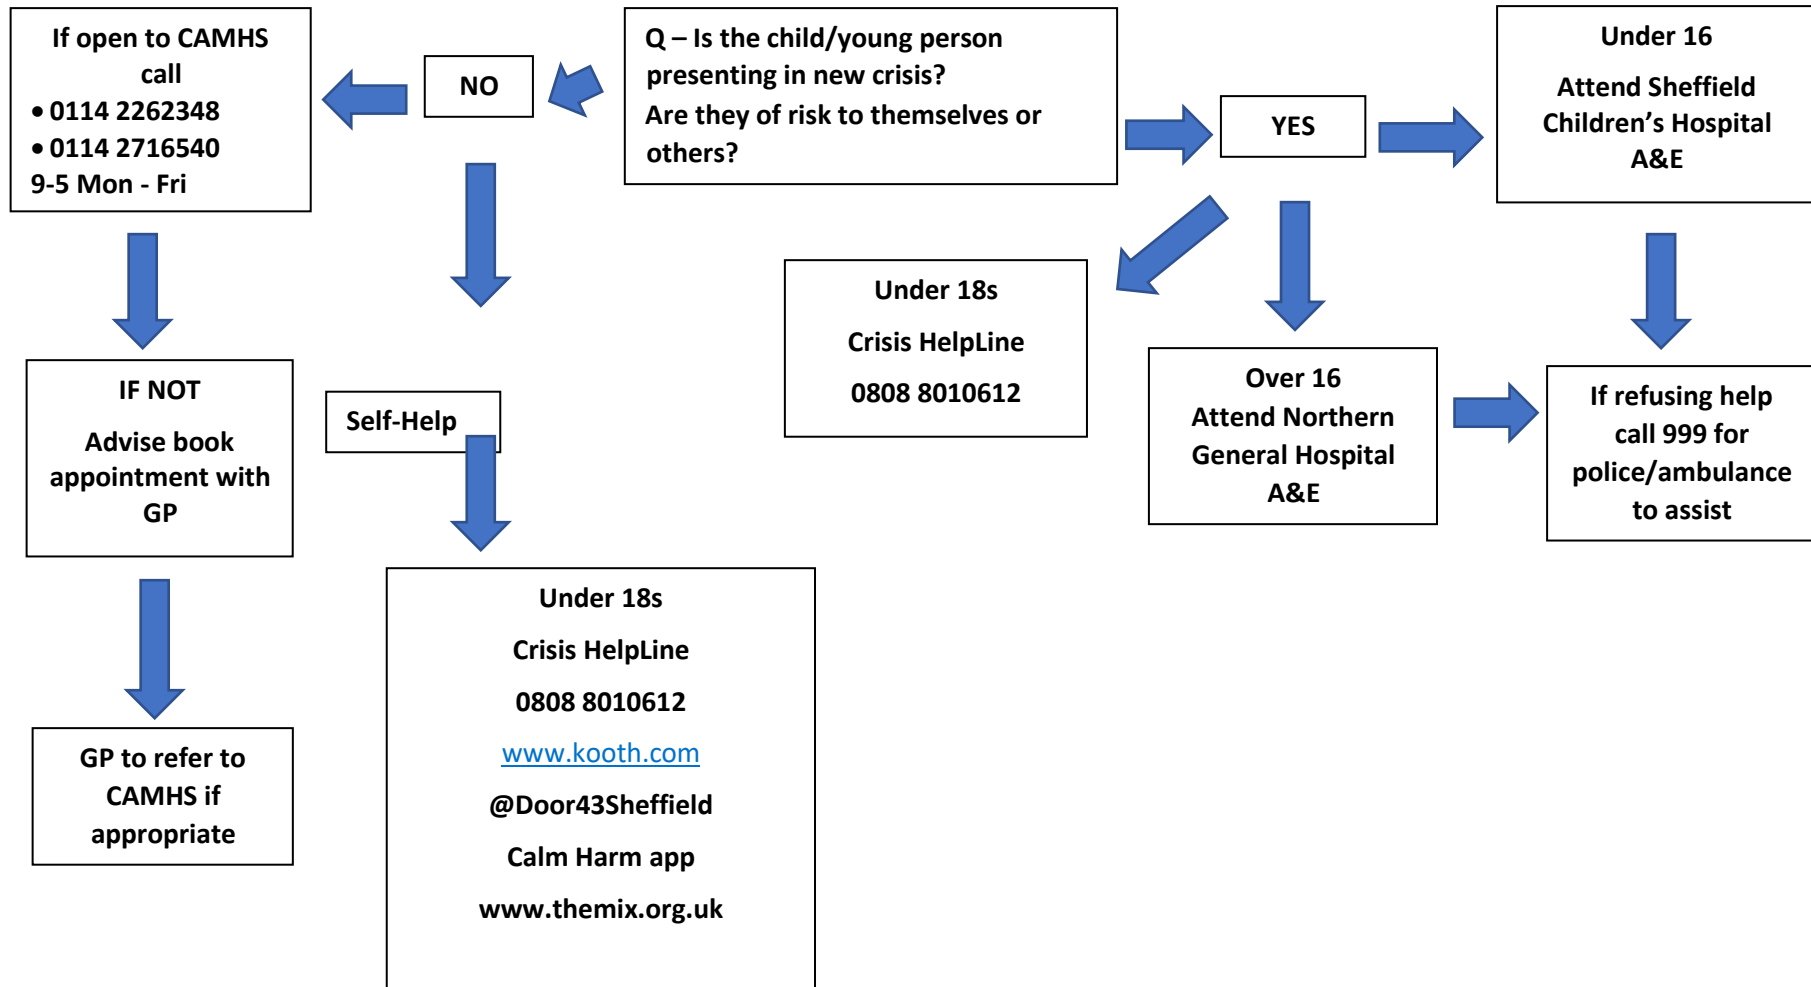 If open to CAMHS
call
• 0114 2262348
• 0114 2716540
9-5 Mon - Fri
NO
Q – Is the child/young person
presenting in new crisis?
Are they of risk to themselves or
others?
YES
Under 16
Attend Sheffield
Children’s Hospital
A&E
Under 18s
Crisis HelpLine
0808 8010612
Over 16
Attend Northern
General Hospital
A&E
If refusing help
call 999 for
police/ambulance
to assist
IF NOT
Advise book
appointment with
GP
Self-Help
Under 18s
Crisis HelpLine
0808 8010612
www.kooth.com
@Door43Sheffield
Calm Harm app
www.themix.org.uk
GP to refer to
CAMHS if
appropriate